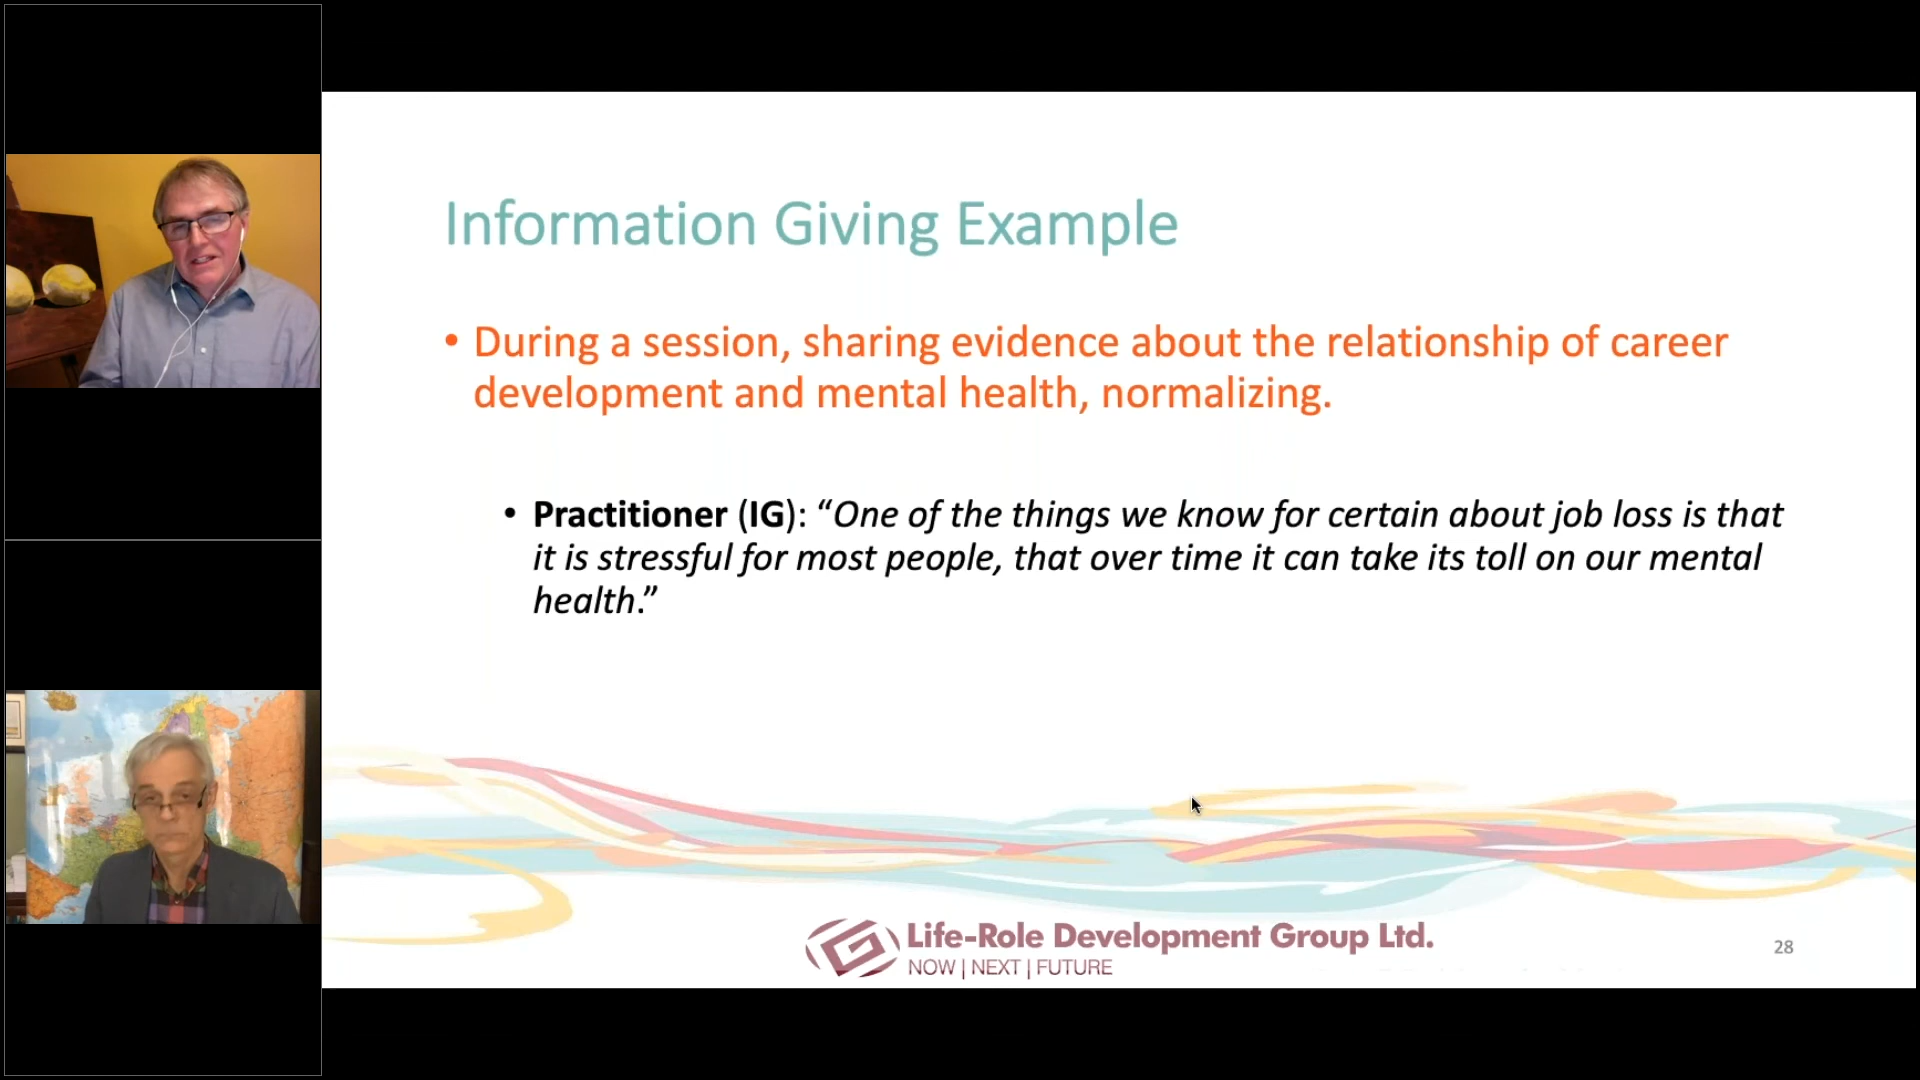 Information Giving Example
• During a session, sharing evidence about the relationship of career
development and mental health, normalizing.
• Practitioner (IG): “One of the things we know for certain about job loss is that
it is stressful for most people, that over time it can take its toll on our mental
health.”
Life-Role Development Group Ltd.
NOW | NEXT | FUTURE
28